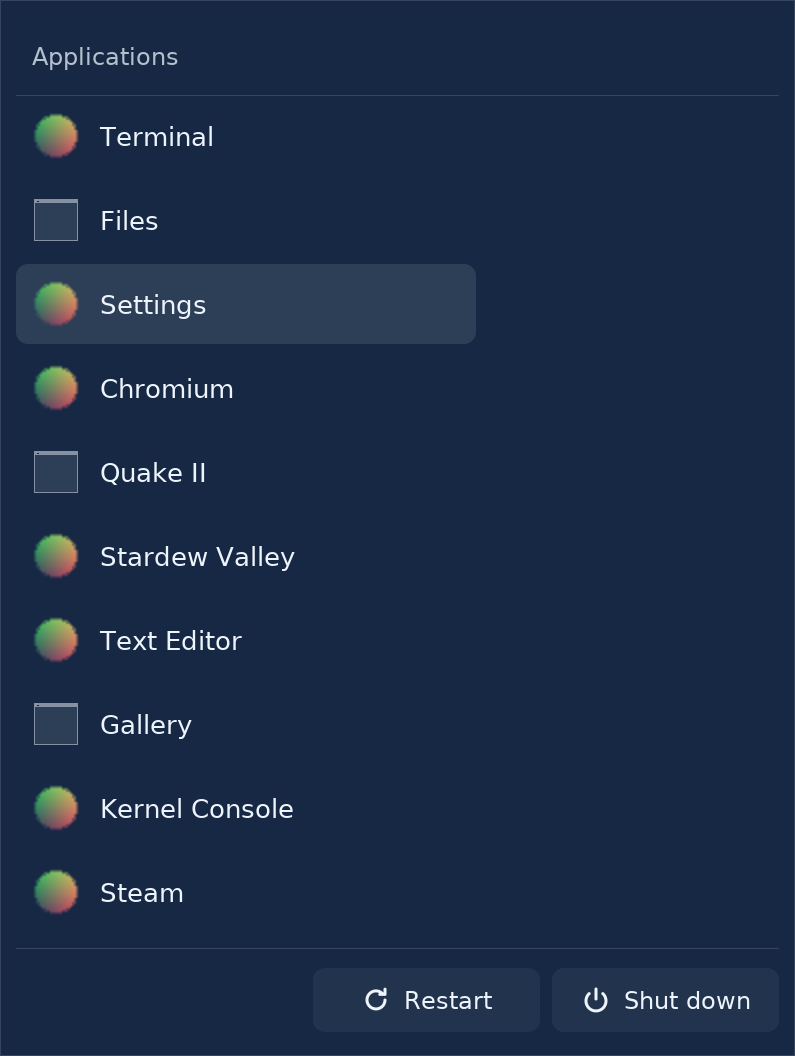 Applications
Terminal
Files
Settings
Chromium
Quake II
Stardew Valley
Text Editor
Gallery
Kernel Console
Steam
Restart
Shut down